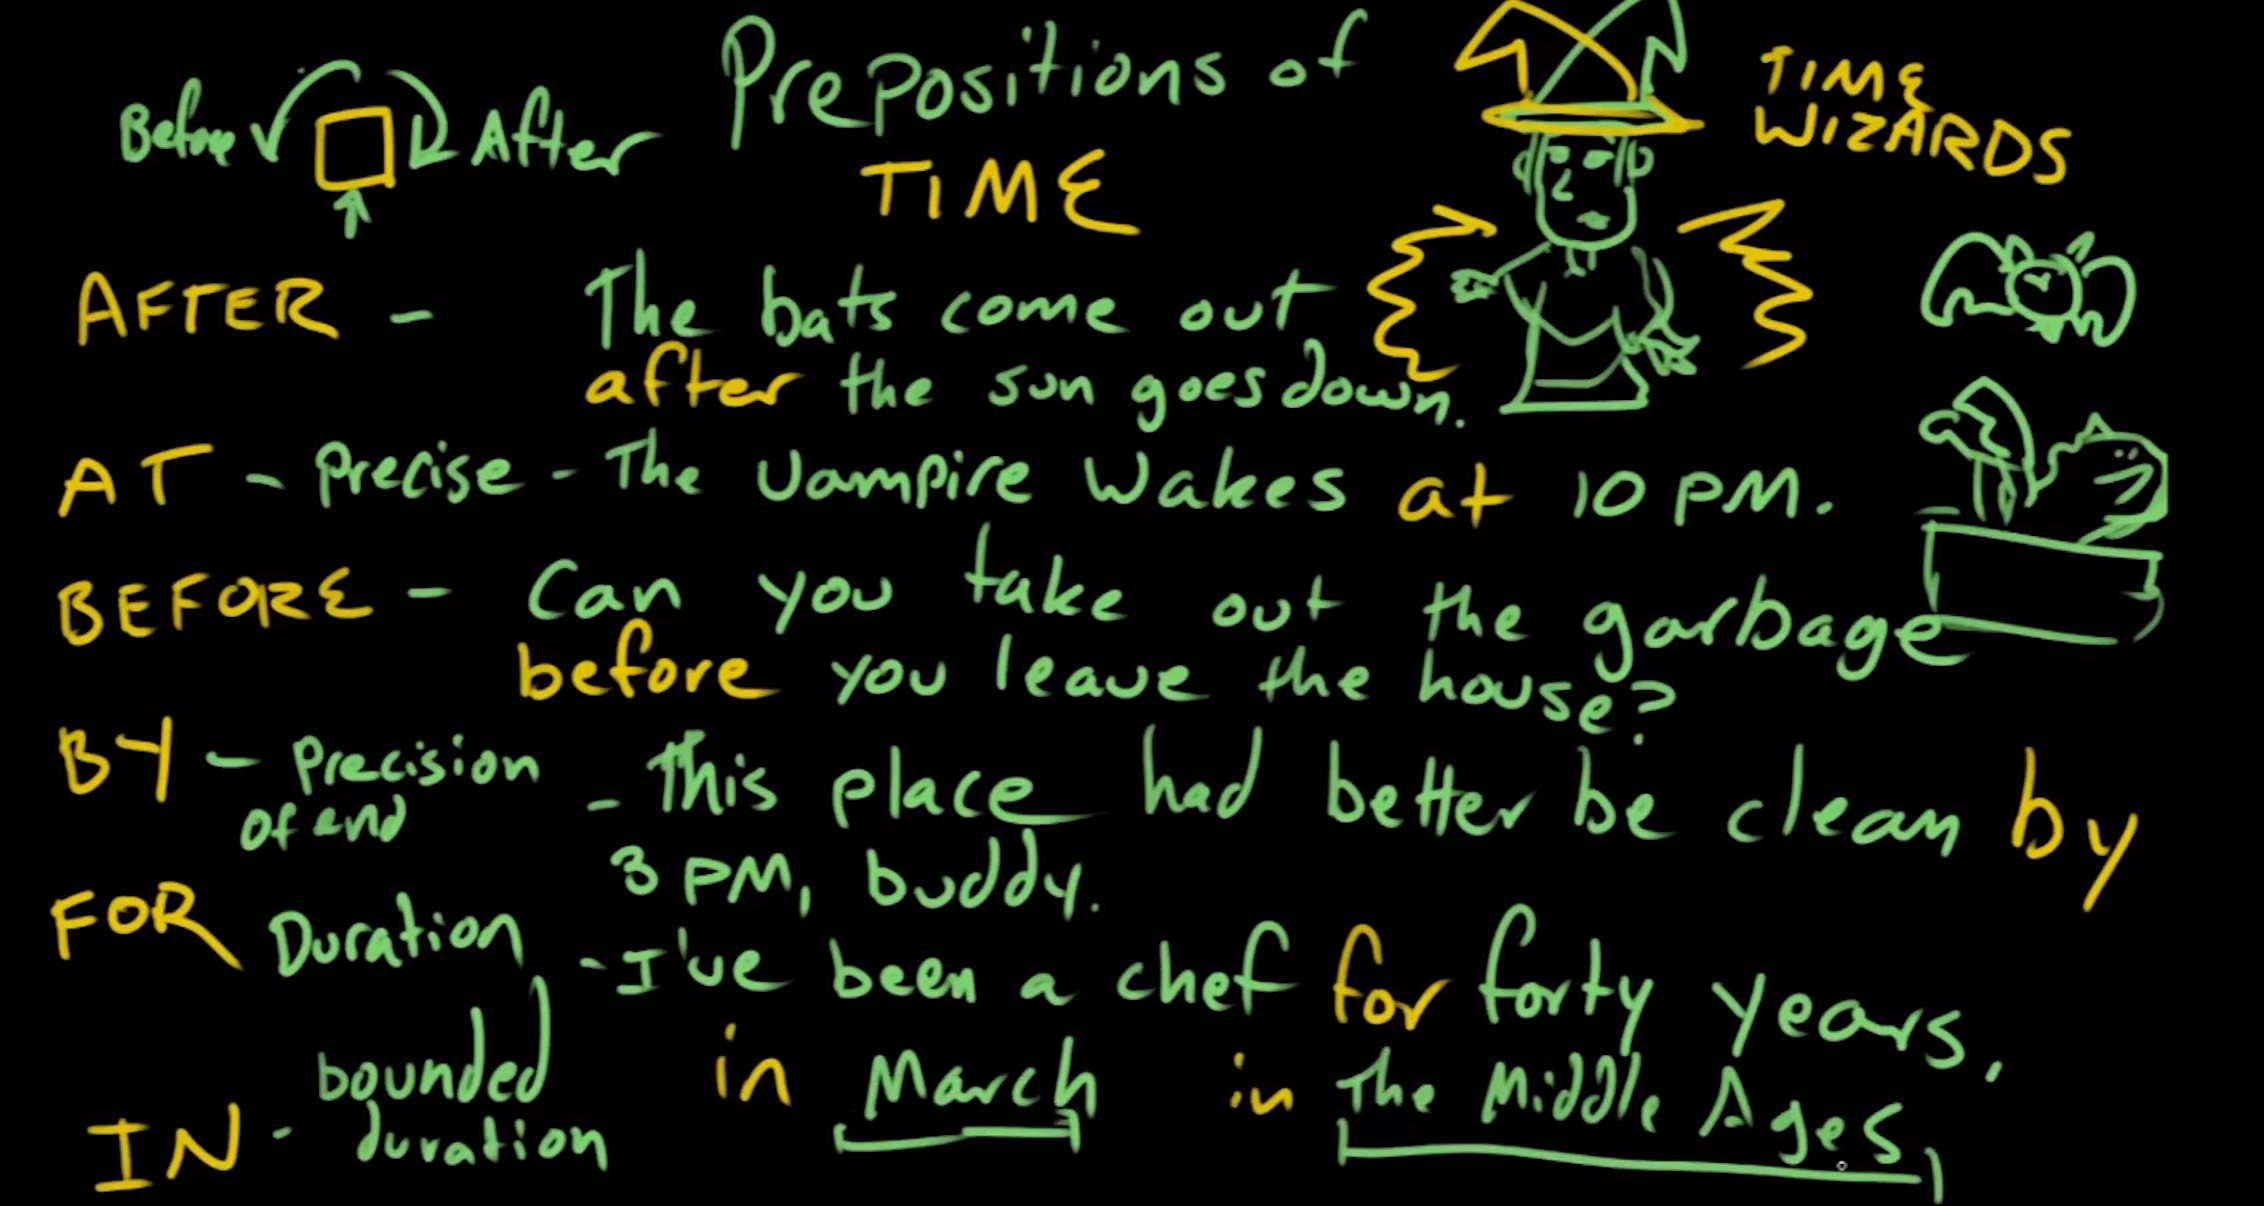 Before After
Prepositions of
TIME
TIME
WIZARDS
AFTER - The bats come out
after the sun goes down.
AT - Precise - The Vampire Wakes at 10 PM.
BEFORE - Can you take out the garbage
before you leave the house?
BY - Precision
of end
- This place had better be clean by
3 PM, buddy.
FOR Duration - I've been a chef for forty years.
IN - bounded
duration
in March in The Middle Ages